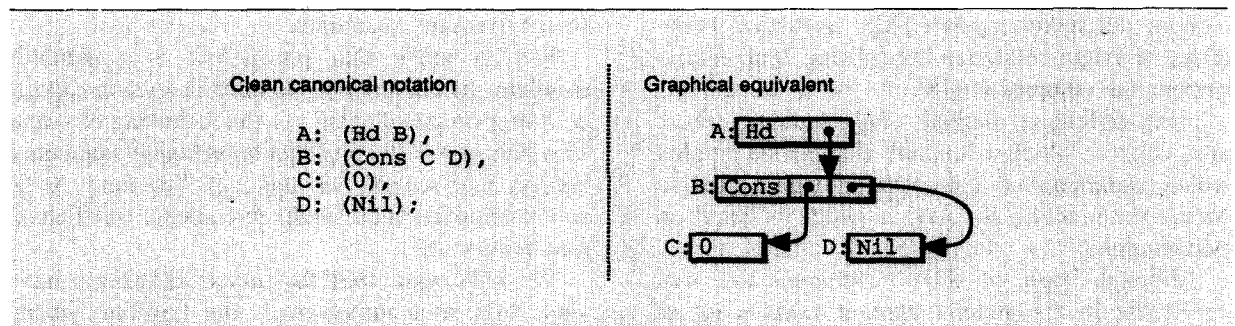 Clean canonical notation
A: (Hd B),
B: (Cons C D),
C: (0),
D: (Nil);
Graphical equivalent
A: Hd
B: Cons
C: 0 D: Nil